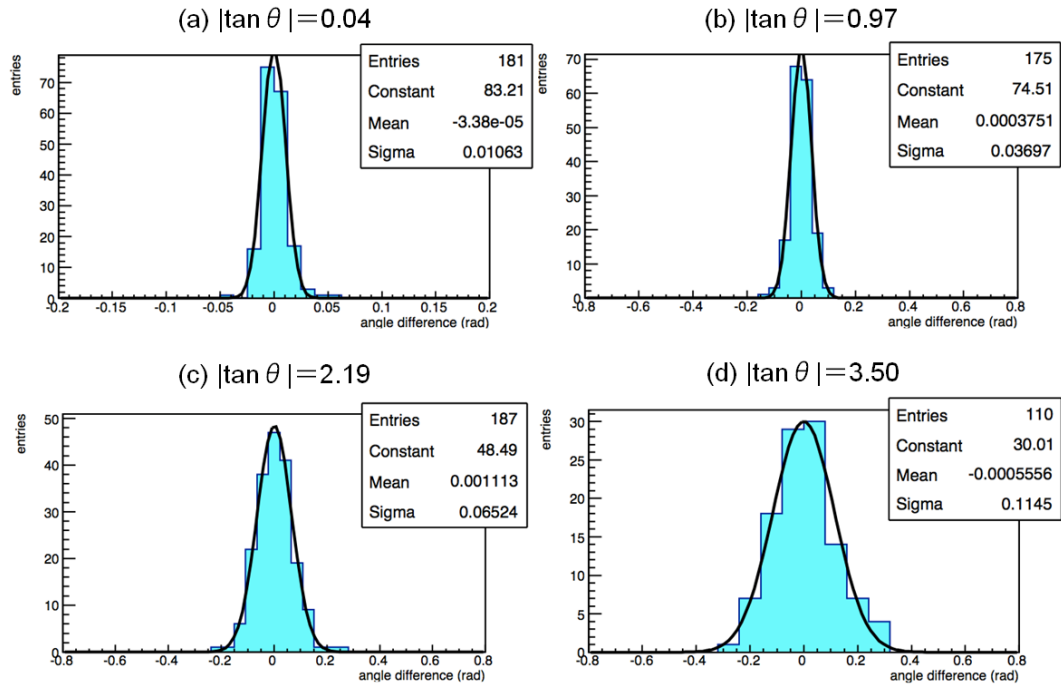 (a) |tan θ|=0.04
entries
70
60
50
40
30
20
10
0
-0.2 -0.15 -0.1 -0.05 0 0.05 0.1 0.15 0.2
angle difference (rad)
Entries 181
Constant 83.21
Mean -3.38e-05
Sigma 0.01063
(b) |tan θ|=0.97
entries
70
60
50
40
30
20
10
0
-0.8 -0.6 -0.4 -0.2 0 0.2 0.4 0.6 0.8
angle difference (rad)
Entries 175
Constant 74.51
Mean 0.0003751
Sigma 0.03697
(c) |tan θ|=2.19
entries
50
40
30
20
10
0
-0.8 -0.6 -0.4 -0.2 0 0.2 0.4 0.6 0.8
angle difference (rad)
Entries 187
Constant 48.49
Mean 0.001113
Sigma 0.06524
(d) |tan θ|=3.50
entries
30
25
20
15
10
5
0
-0.8 -0.6 -0.4 -0.2 0 0.2 0.4 0.6 0.8
angle difference (rad)
Entries 110
Constant 30.01
Mean -0.0005556
Sigma 0.1145